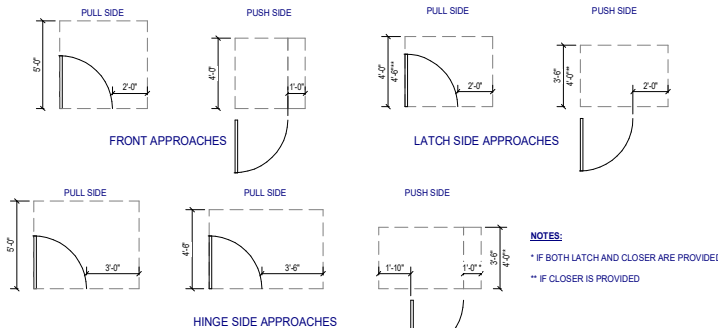 PULL SIDE
PUSH SIDE
PULL SIDE
PUSH SIDE
5'-0"
2'-0"
4'-0"
1'-0"*
4'-0"
4'-6"***
2'-0"
3'-6"
4'-0"**
2'-0"
FRONT APPROACHES
LATCH SIDE APPROACHES
PULL SIDE
PULL SIDE
PUSH SIDE
5'-0"
3'-0"
4'-6"
3'-6"
1'-10"
1'-0"*
3'-6"
4'-0"**
NOTES:
* IF BOTH LATCH AND CLOSER ARE PROVIDED
** IF CLOSER IS PROVIDED
HINGE SIDE APPROACHES